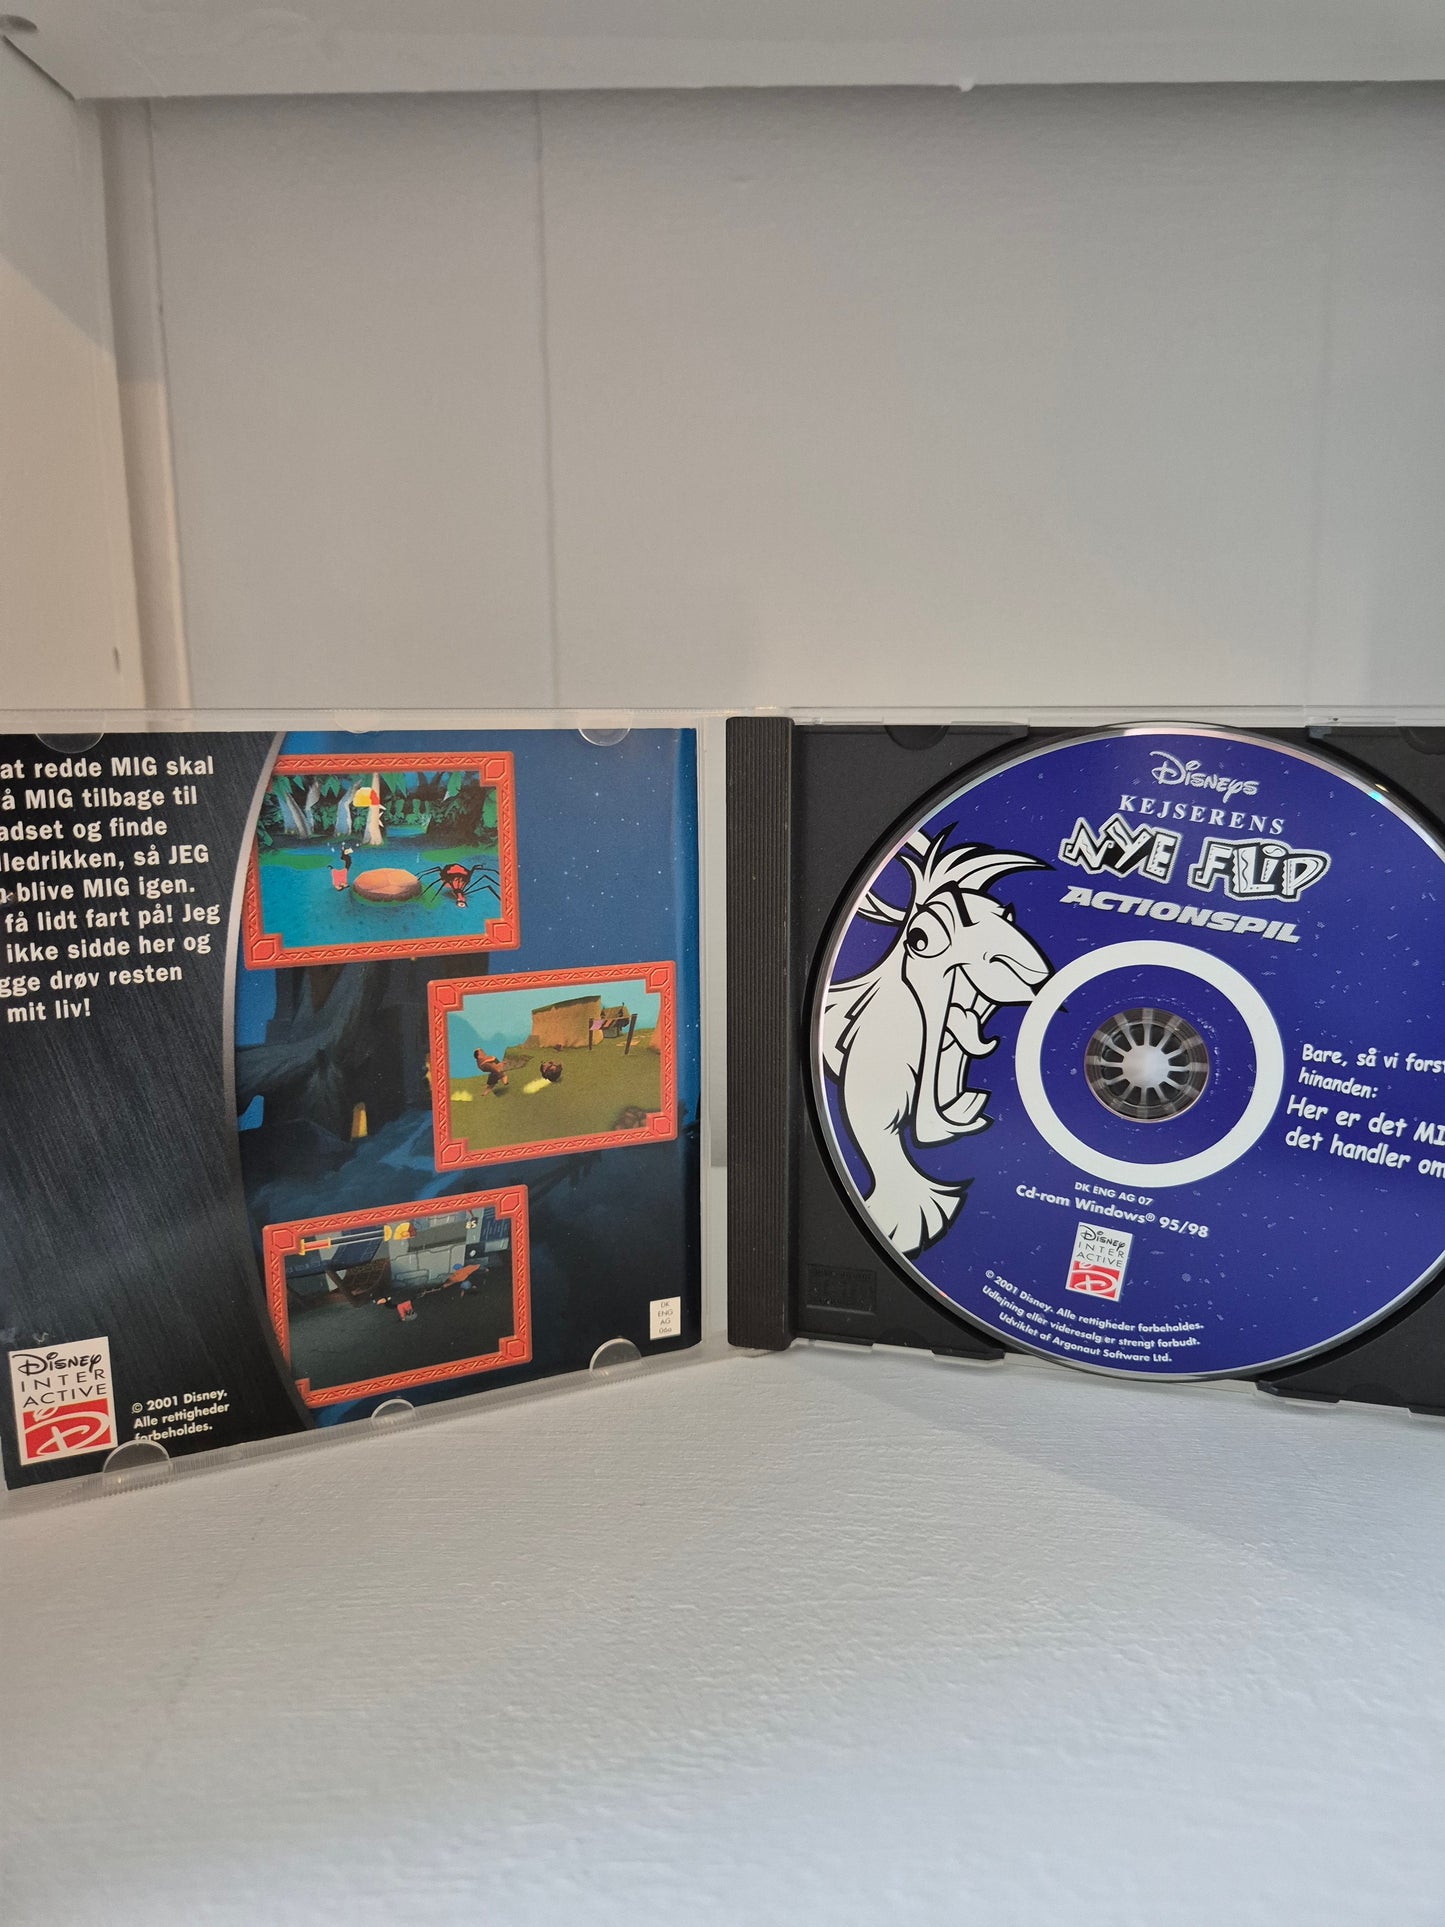 at redde MIG skal
å MIG tilbage til
adset og finde
lledrikken, så JEG
blive MIG igen.
få lidt fart på! Jeg
ikke sidde her og
gge drøv resten
mit liv!
DISNEY
INTER
ACTIVE
© 2001 Disney.
Alle rettigheder
forbeholdes.
DK
ENG
AG
06a
DISNEYS
KEJSERENS
NYE FLIP
ACTIONSPIL
Bare, så vi forst
hinanden:
Her er det MI
det handler om
DK ENG AG 07
Cd-rom Windows® 95/98
DISNEY
INTER
ACTIVE
© 2001 Disney. Alle rettigheder forbeholdes.
Udlejning eller videresalg er strengt forbudt.
Udviklet af Argonaut Software Ltd.